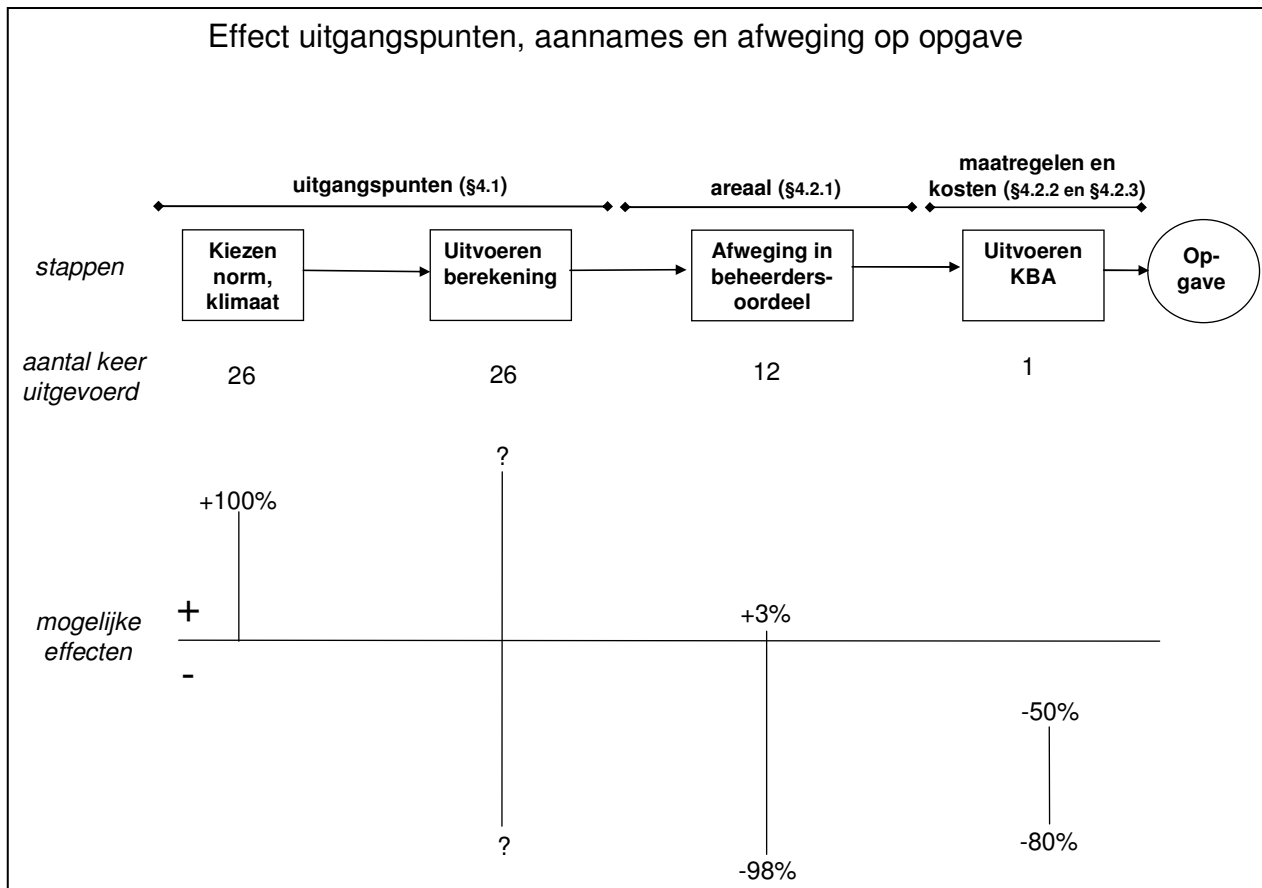 Effect uitgangspunten, aannames en afweging op opgave
uitgangspunten (§4.1)
areaal (§4.2.1)
maatregelen en
kosten (§4.2.2 en §4.2.3)
stappen
Kiezen
norm,
klimaat
Uitvoeren
berekening
Afweging in
beheerders-
oordeel
Uitvoeren
KBA
Op-
gave
aantal keer
uitgevoerd
26
26
12
1
mogelijke
effecten
+
-
+100%
?
?
+3%
-98%
-50%
-80%